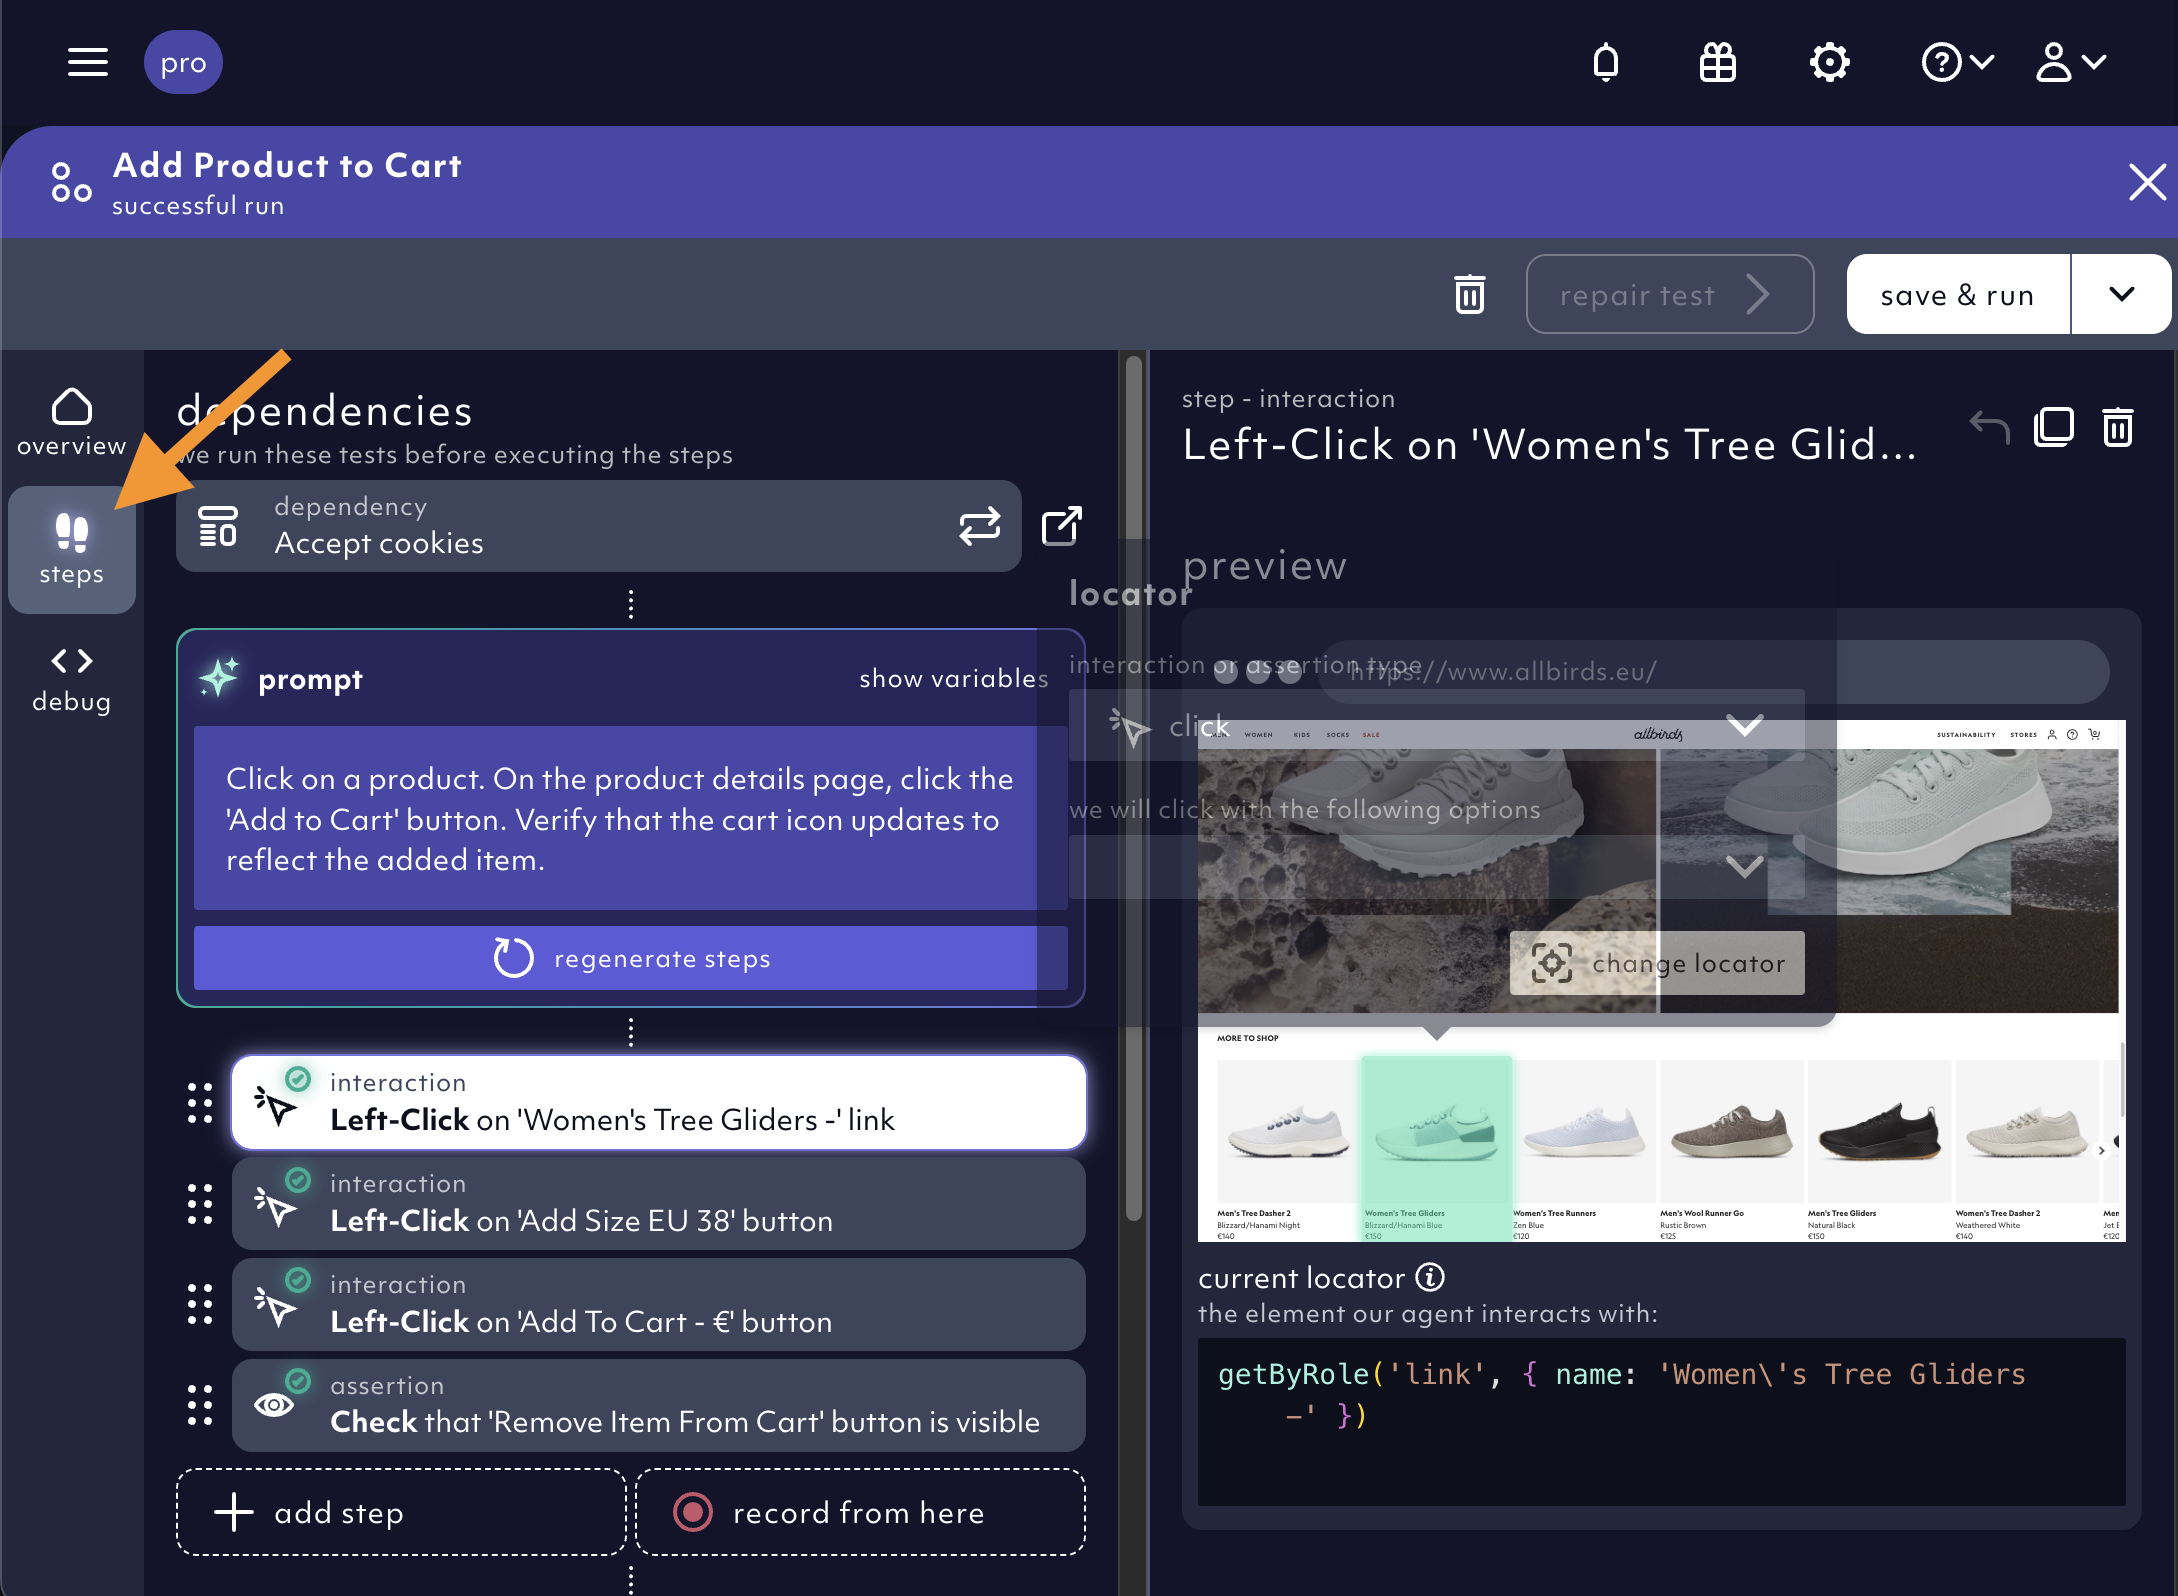 pro
Add Product to Cart
successful run
repair test
save & run
overview
steps
debug
dependencies
we run these tests before executing the steps
dependency
Accept cookies
prompt
show variables
Click on a product. On the product details page, click the
'Add to Cart' button. Verify that the cart icon updates to
reflect the added item.
regenerate steps
interaction
Left-Click on 'Women's Tree Gliders -' link
interaction
Left-Click on 'Add Size EU 38' button
interaction
Left-Click on 'Add To Cart - €' button
assertion
Check that 'Remove Item From Cart' button is visible
add step
record from here
step - interaction
Left-Click on 'Women's Tree Glid...
preview
locator
interaction or assertion type
https://www.allbirds.eu/
click
WOMEN KIDS SOCKS SALE
allbirds
SUSTAINABILITY STORES
we will click with the following options
change locator
MORE TO SHOP
Men's Tree Dasher 2
Blizzard/Hanami Night
€140
Women's Tree Gliders
Blizzard/Hanami Blue
€150
Women's Tree Runners
Zen Blue
€120
Men's Wool Runner Go
Rustic Brown
€125
Men's Tree Gliders
Natural Black
€150
Women's Tree Dasher 2
Weathered White
€140
Men
Jet B
€120
current locator
the element our agent interacts with:
getByRole('link', { name: 'Women\'s Tree Gliders
-' })